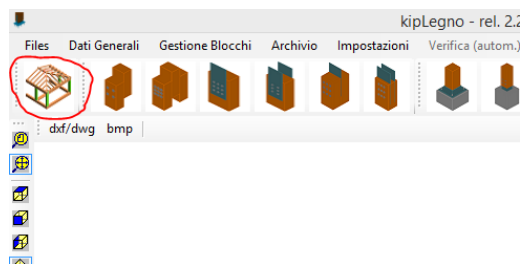 kipLegno - rel. 2.2
Files Dati Generali Gestione Blocchi Archivio Impostazioni Verifica (autom.)
dxf/dwg bmp